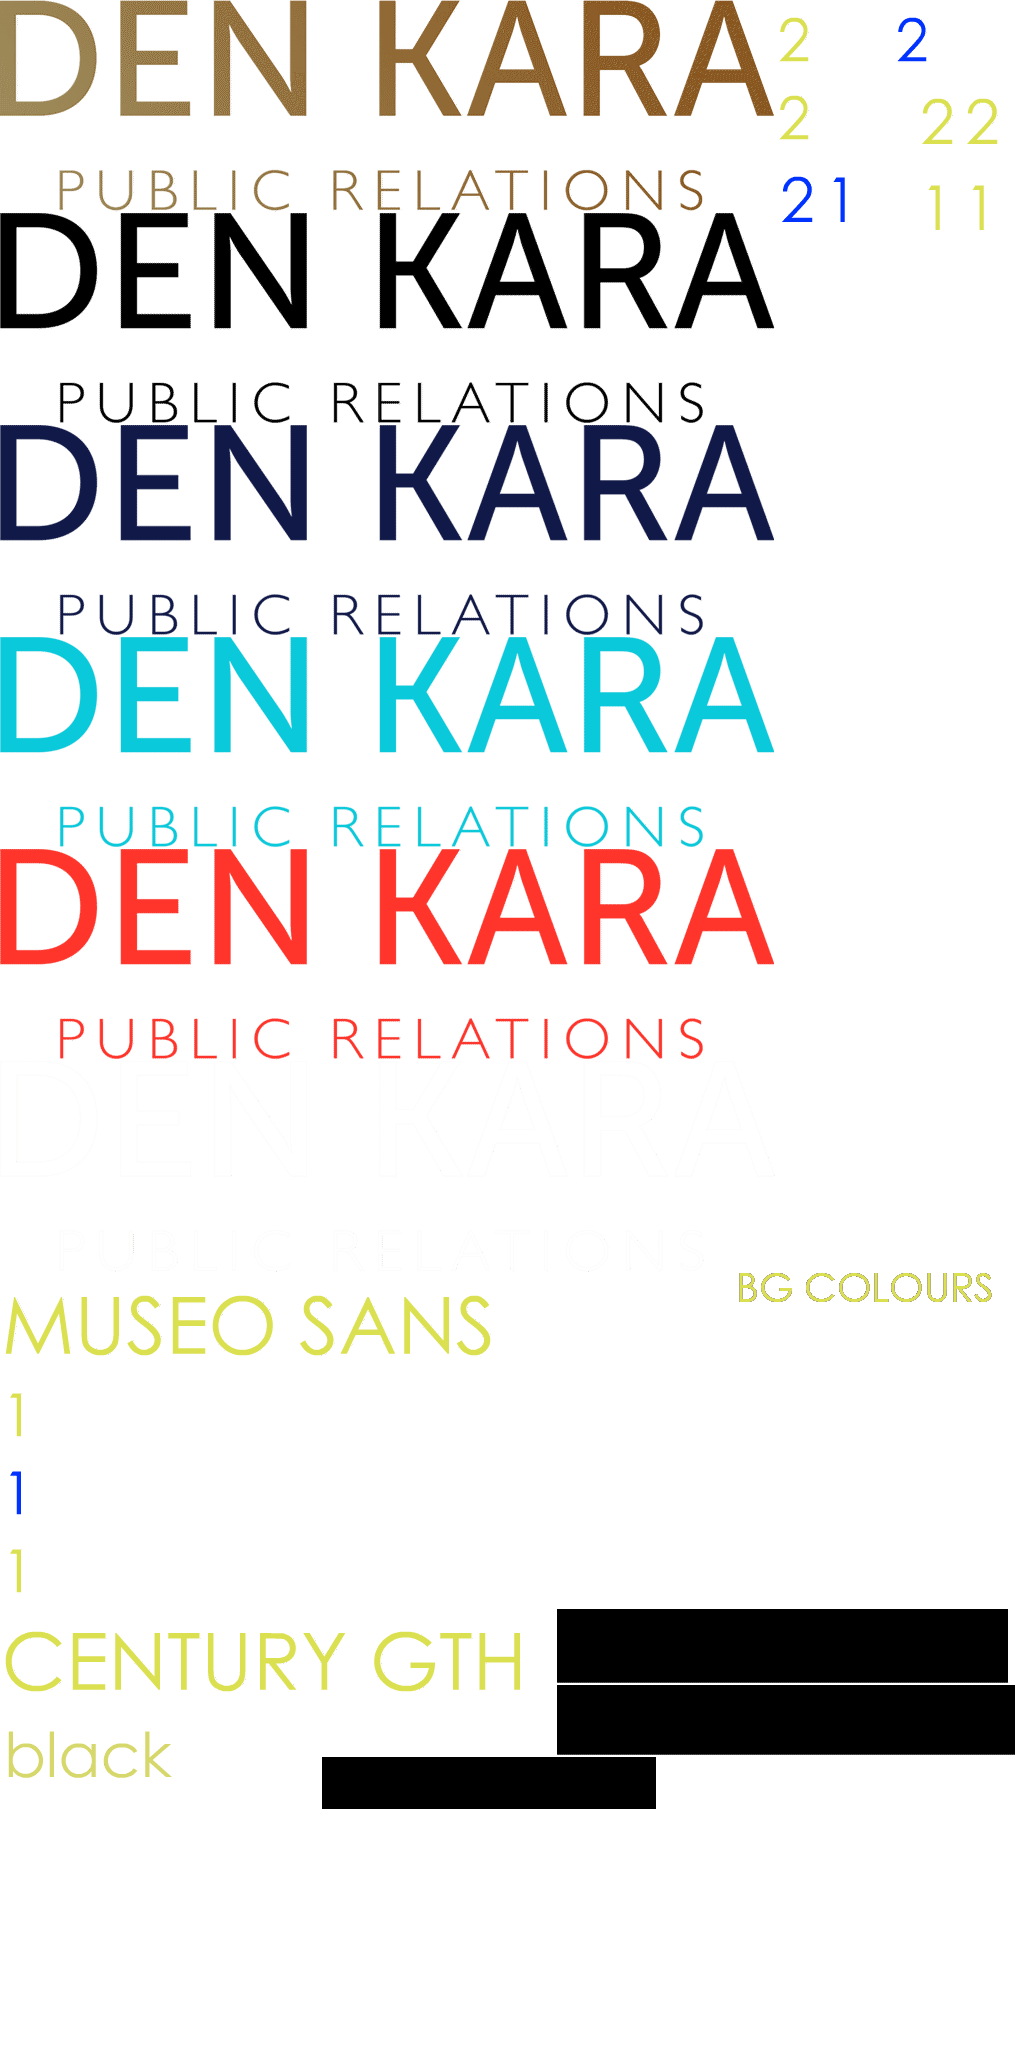 DEN KARA 2 2
2 22
PUBLIC RELATIONS 21 11
DEN KARA
PUBLIC RELATIONS
DEN KARA
PUBLIC RELATIONS
DEN KARA
PUBLIC RELATIONS
DEN KARA
PUBLIC RELATIONS
DEN KARA
PUBLIC RELATIONS
BG COLOURS
MUSEO SANS
1
1
1
CENTURY GTH
black